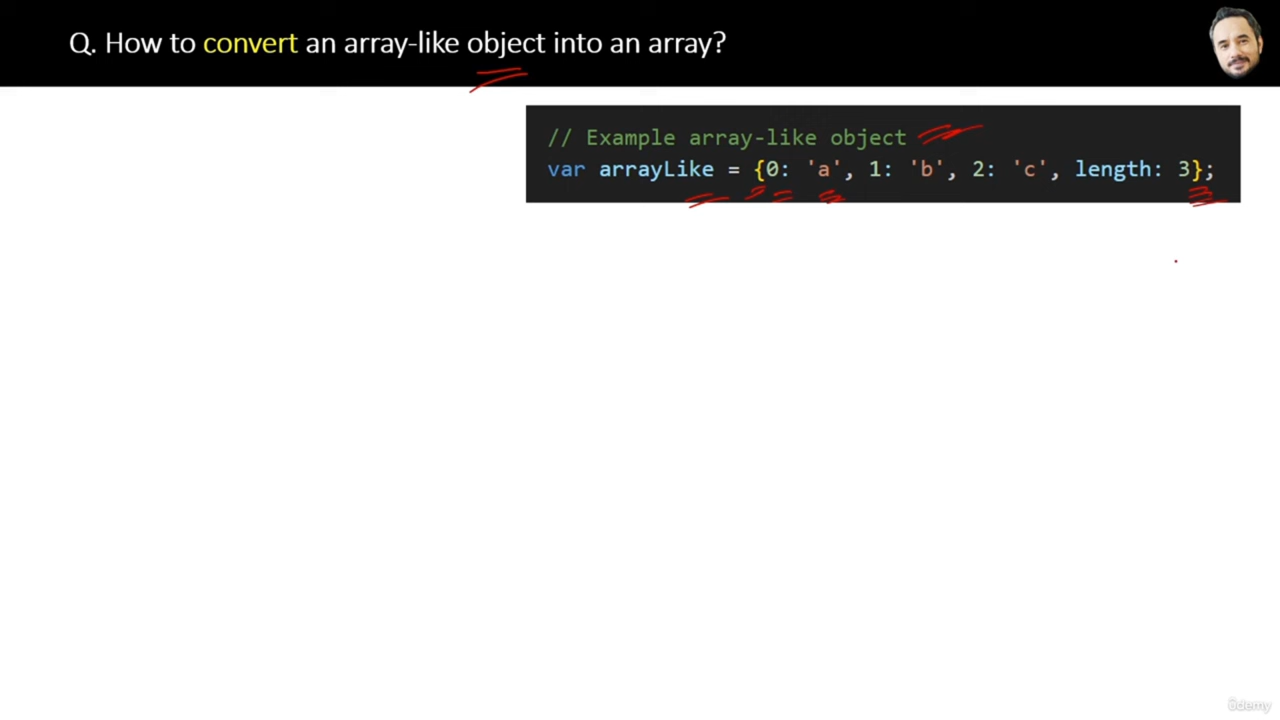 Q. How to convert an array-like object into an array?
// Example array-like object
var arrayLike = {0: 'a', 1: 'b', 2: 'c', length: 3};
ûdemy